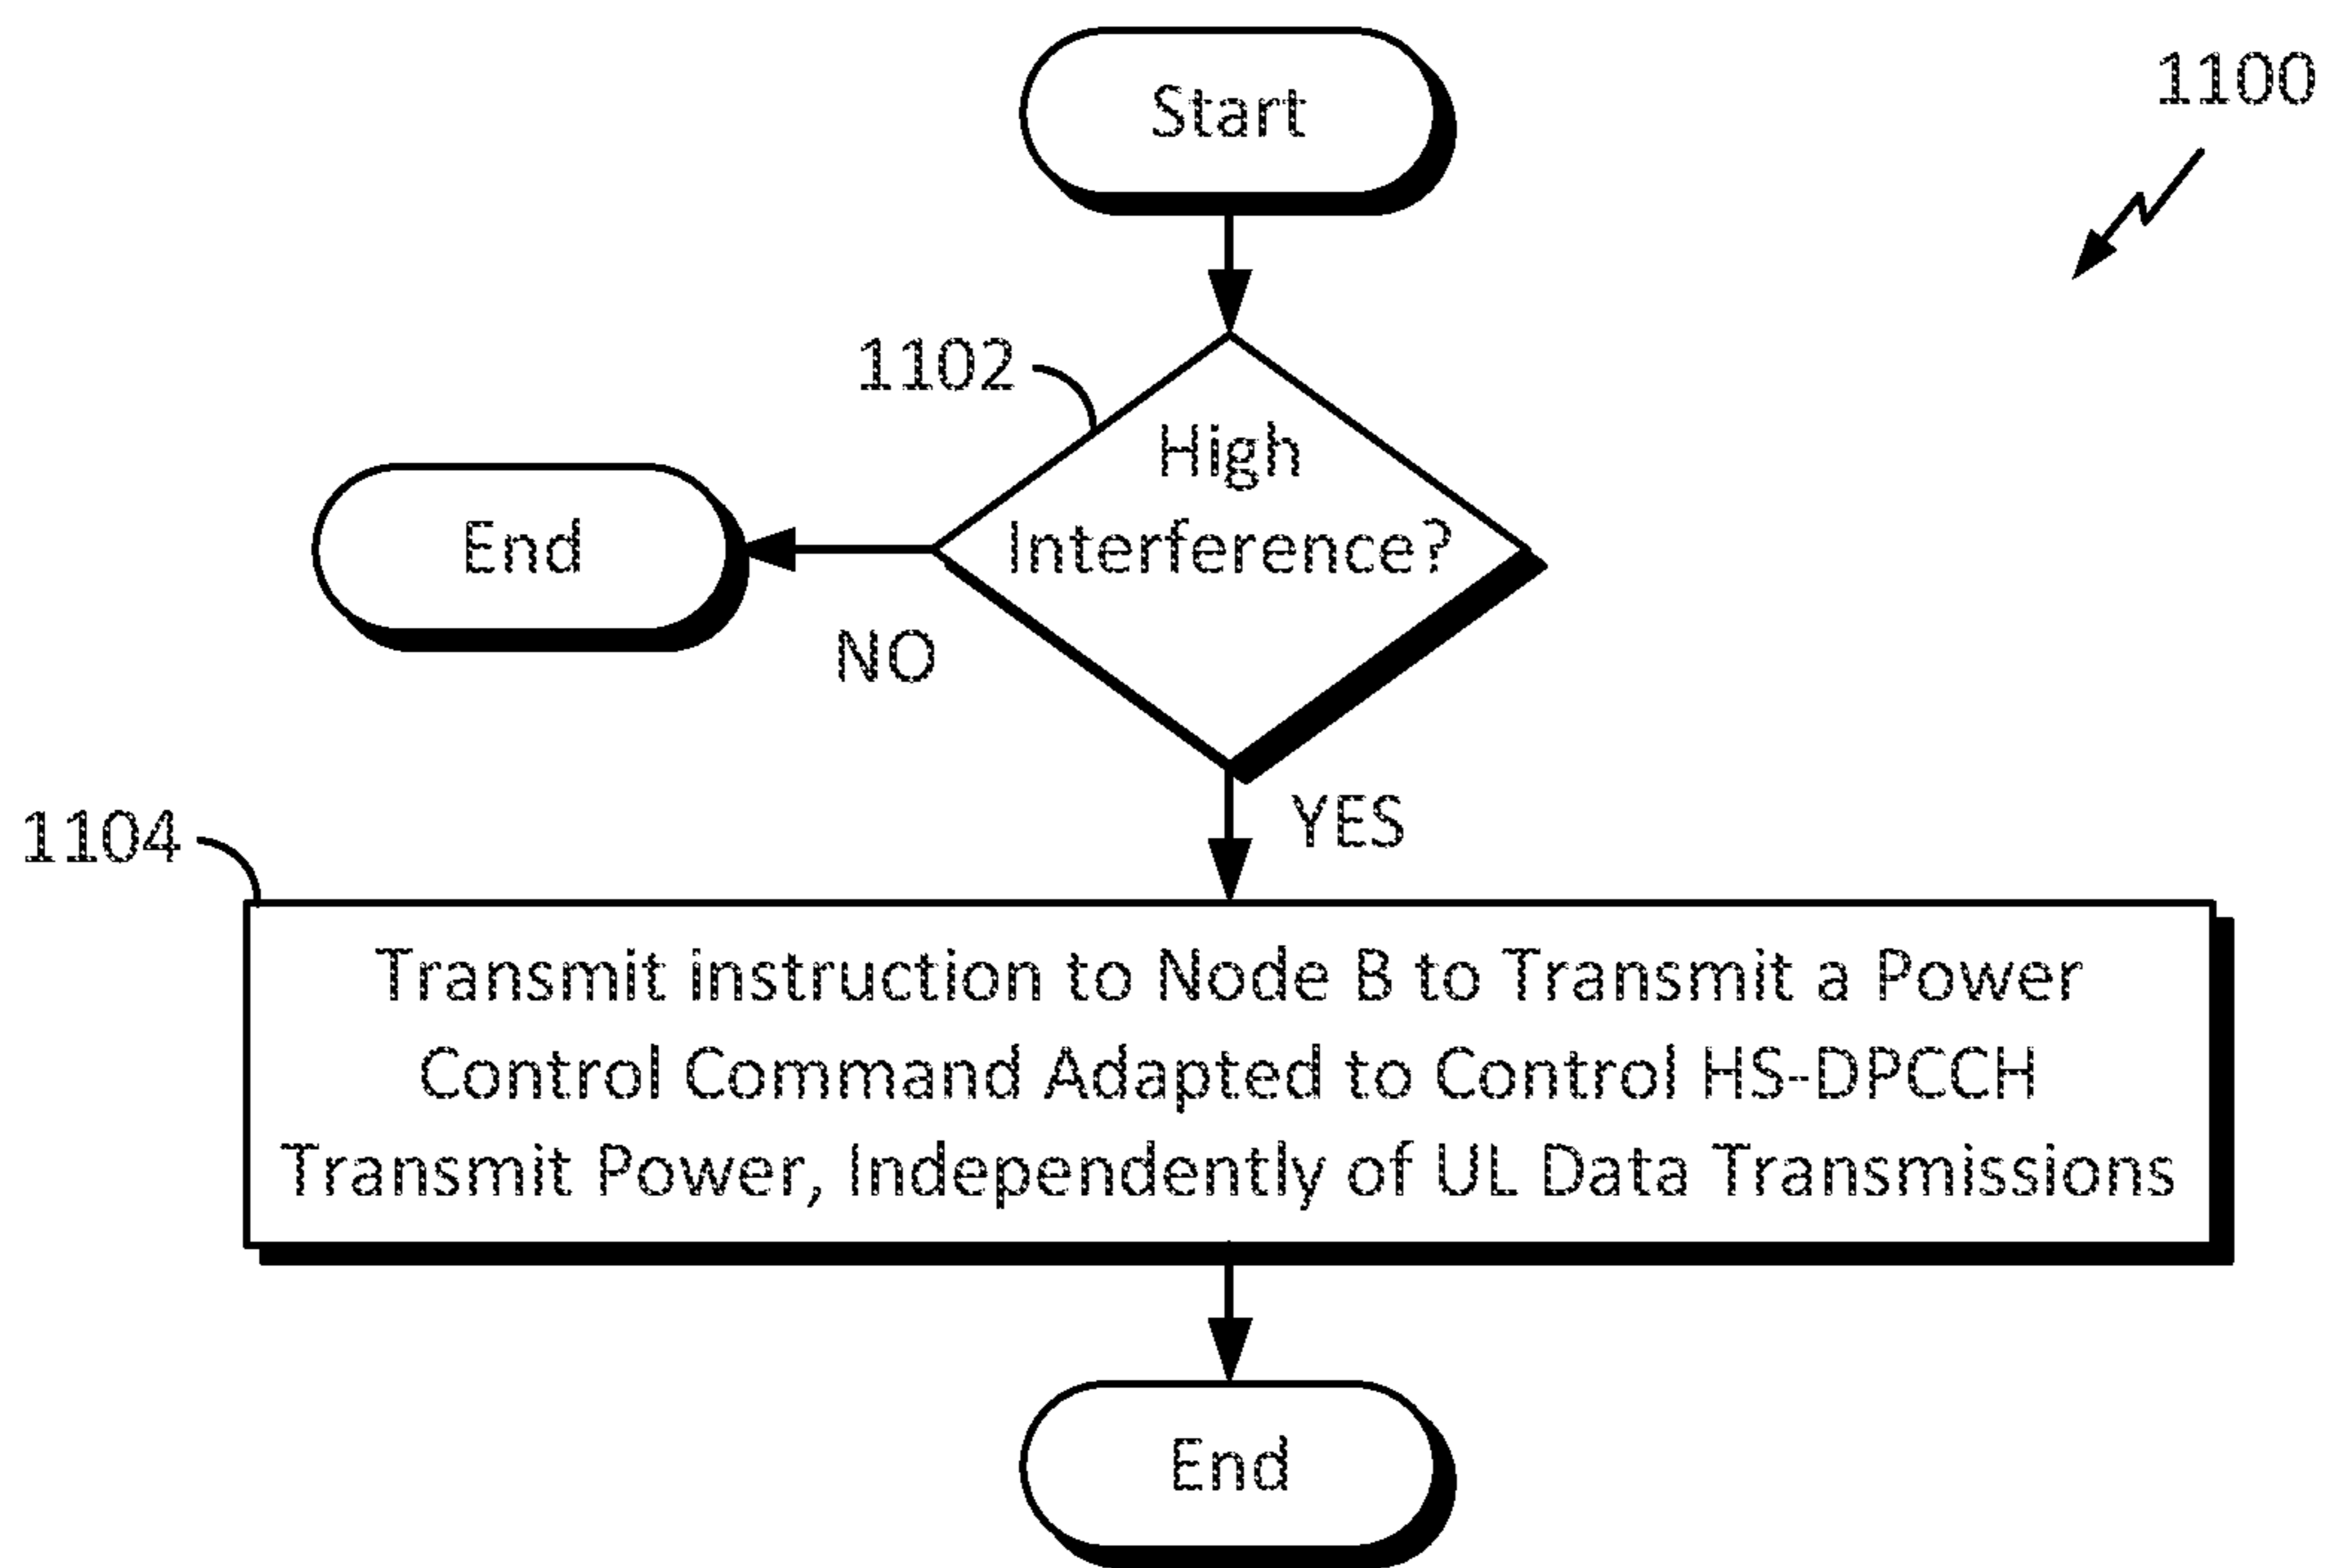 Start
1100
1102
High
Interference?
End
NO
YES
1104
Transmit instruction to Node B to Transmit a Power
Control Command Adapted to Control HS-DPCCH
Transmit Power, Independently of UL Data Transmissions
End